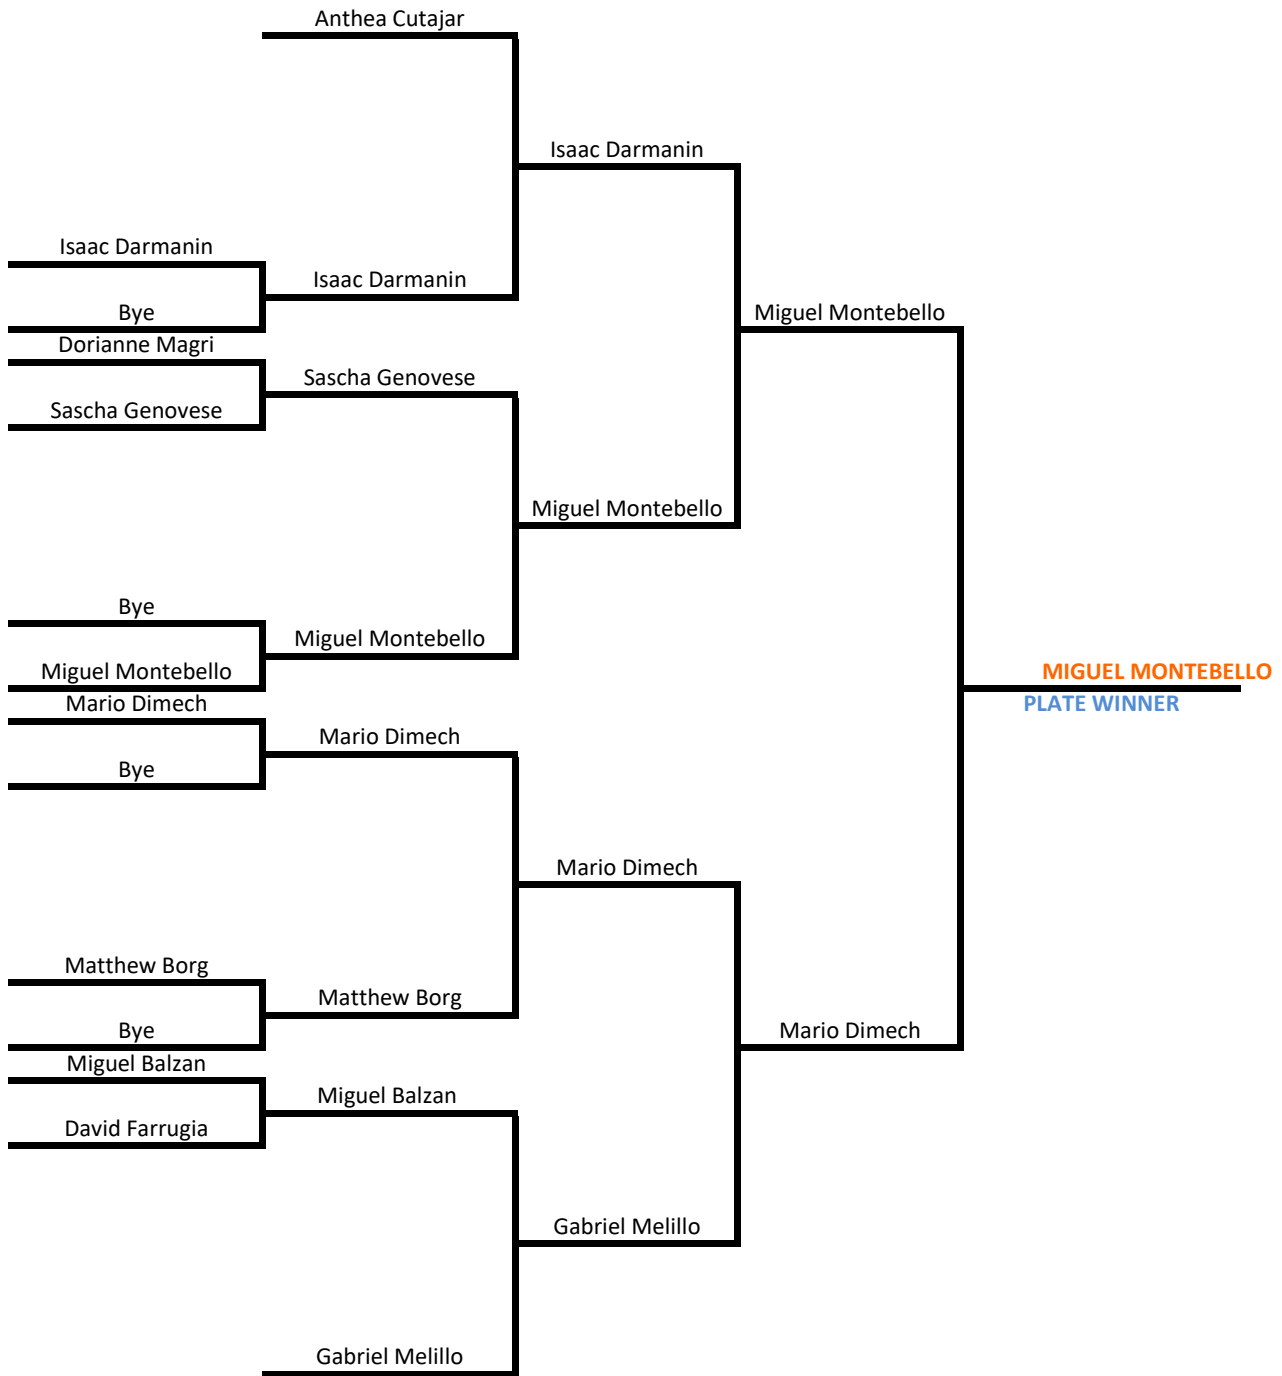 Anthea Cutajar
Isaac Darmanin
Isaac Darmanin
Isaac Darmanin
Bye
Miguel Montebello
Dorianne Magri
Sascha Genovese
Sascha Genovese
Miguel Montebello
Bye
Miguel Montebello
Miguel Montebello
MIGUEL MONTEBELLO
Mario Dimech
PLATE WINNER
Mario Dimech
Bye
Mario Dimech
Matthew Borg
Matthew Borg
Bye
Mario Dimech
Miguel Balzan
Miguel Balzan
David Farrugia
Gabriel Melillo
Gabriel Melillo